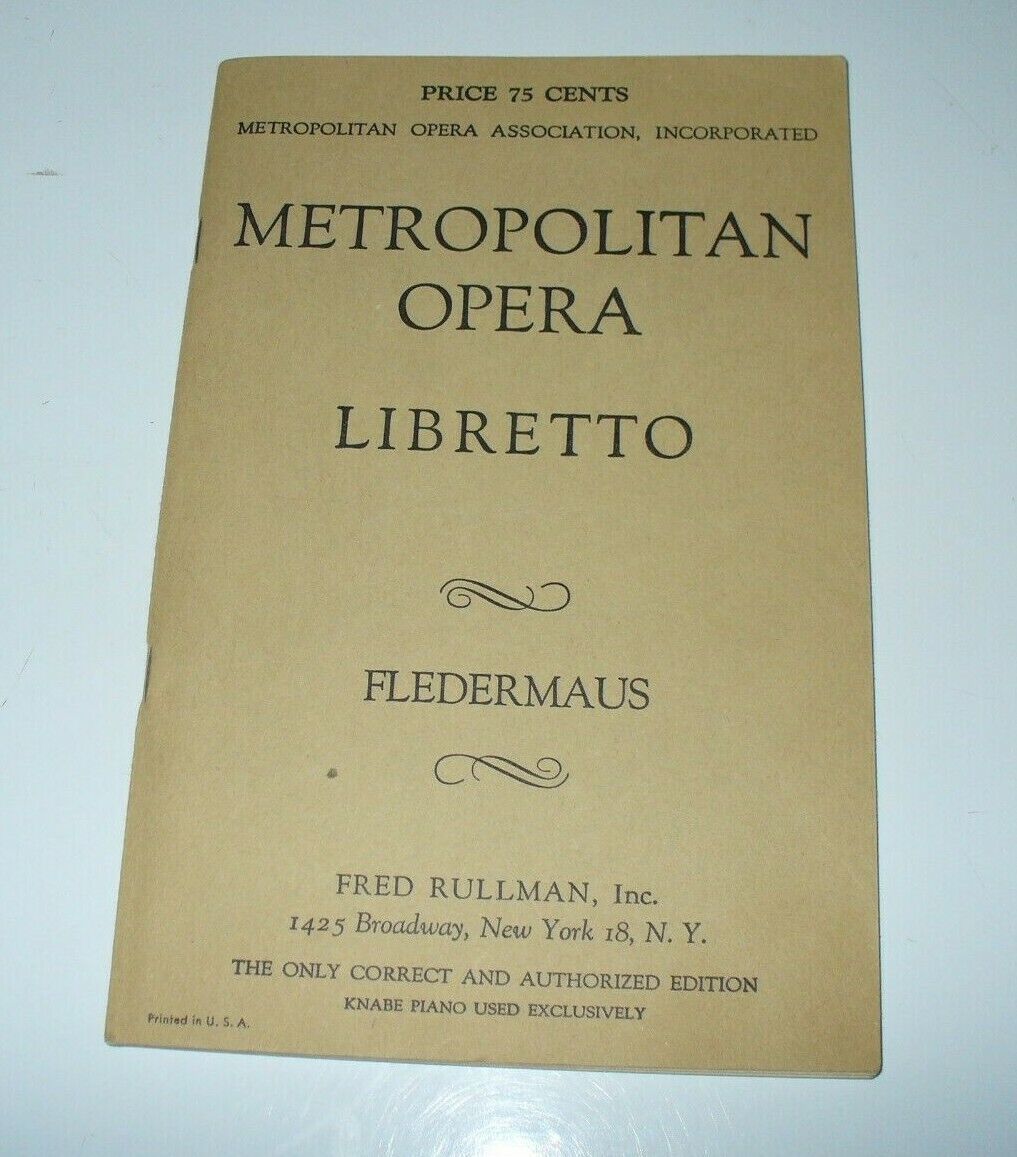 PRICE 75 CENTS
METROPOLITAN OPERA ASSOCIATION, INCORPORATED
METROPOLITAN
OPERA
LIBRETTO
FLEDERMAUS
FRED RULLMAN, Inc.
1425 Broadway, New York 18, N. Y.
THE ONLY CORRECT AND AUTHORIZED EDITION
KNABE PIANO USED EXCLUSIVELY
Printed in U. S. A.